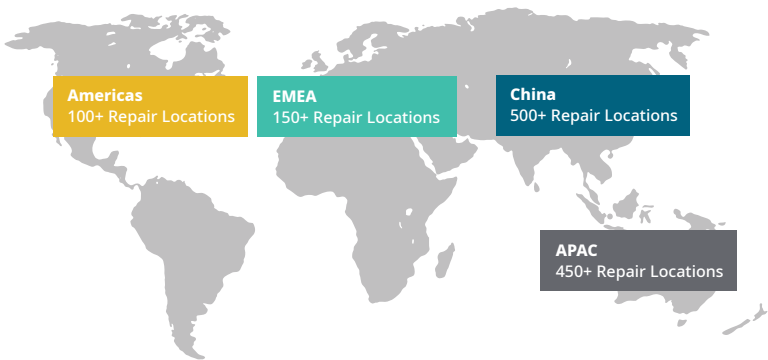 Americas
100+ Repair Locations
EMEA
150+ Repair Locations
China
500+ Repair Locations
APAC
450+ Repair Locations